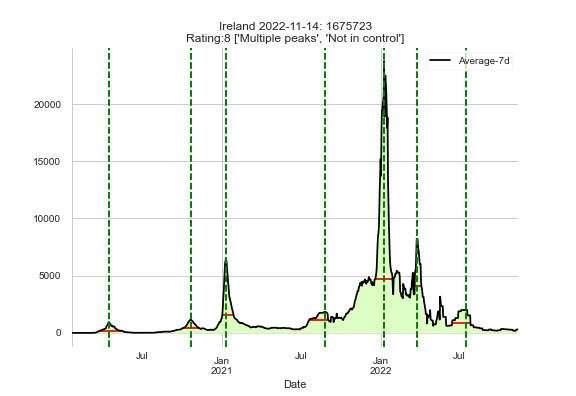 Ireland 2022-11-14: 1675723
Rating:8 ['Multiple peaks', 'Not in control']
Average-7d
20000
15000
10000
5000
0
Jul
Jan
2021
Jul
Jan
2022
Jul
Date